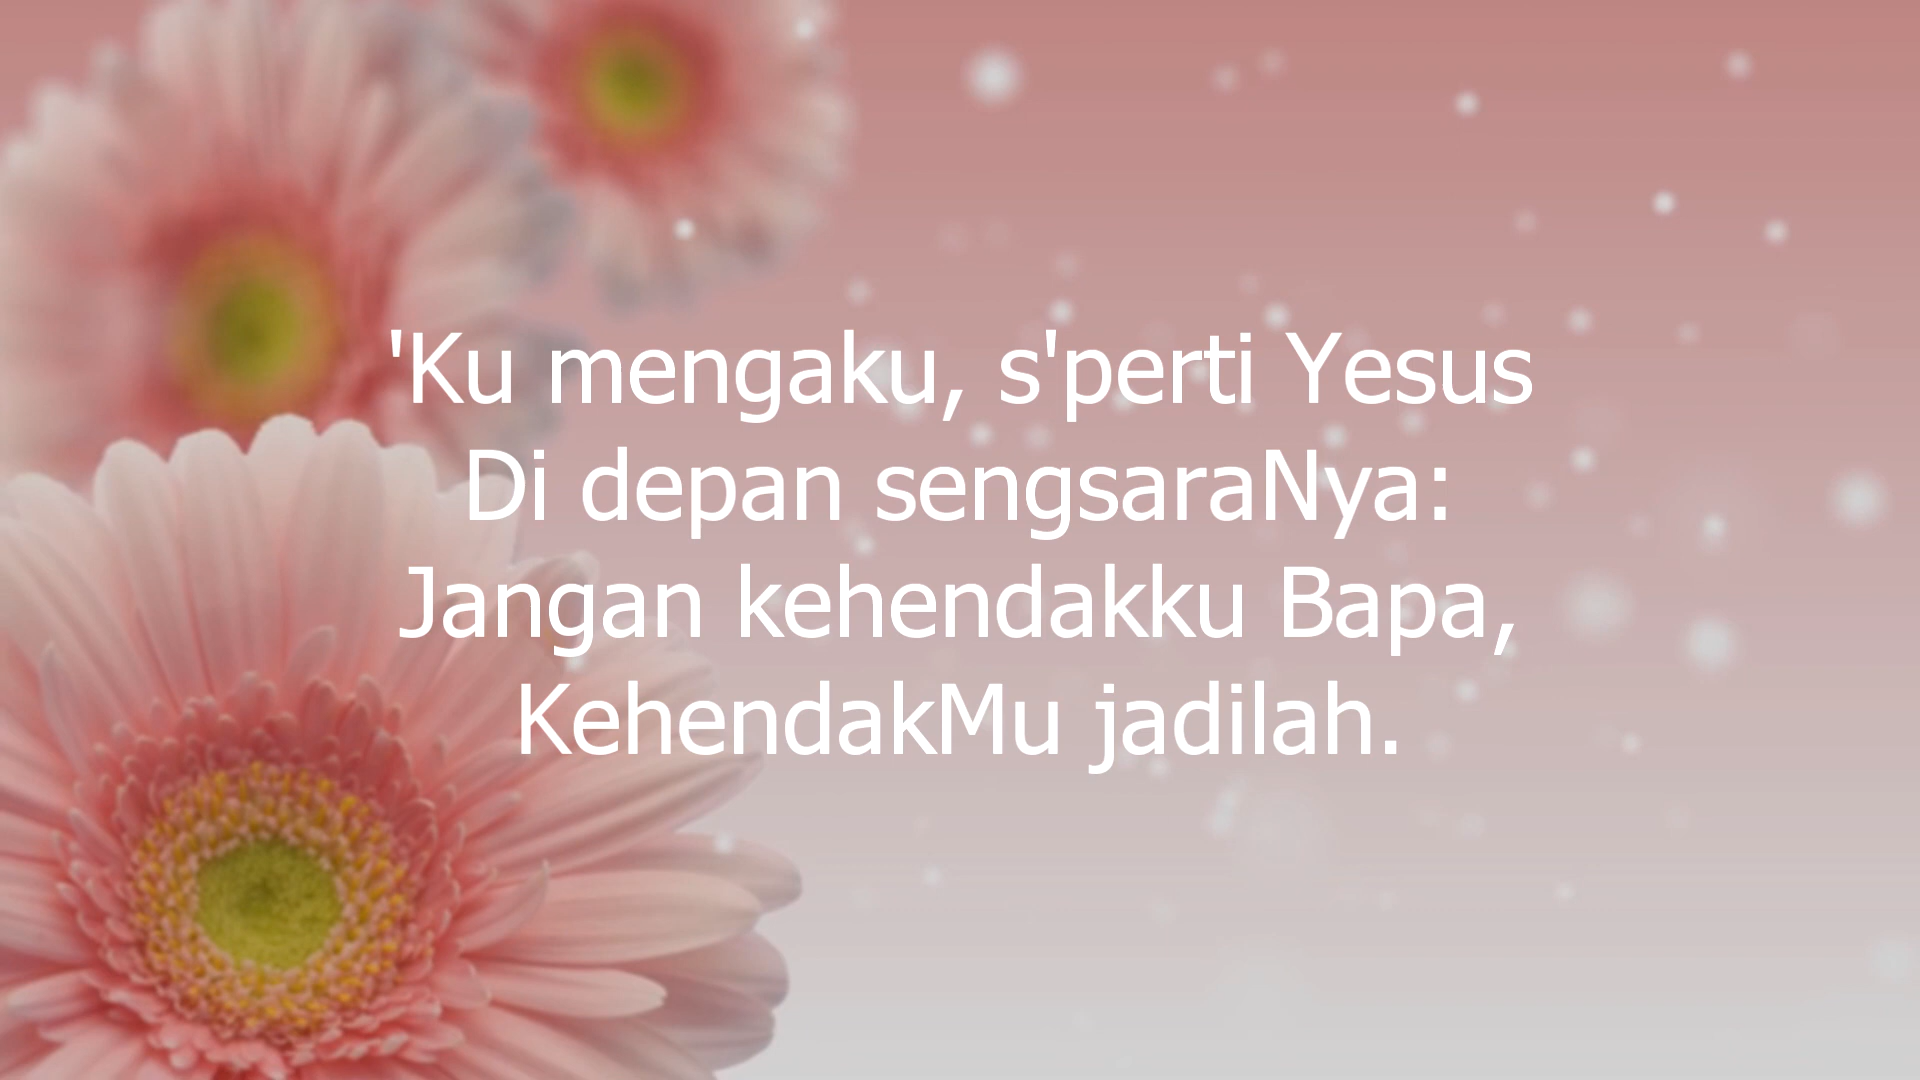 'Ku mengaku, s'perti Yesus
Di depan sengsaraNya:
Jangan kehendakku Bapa,
KehendakMu jadilah.